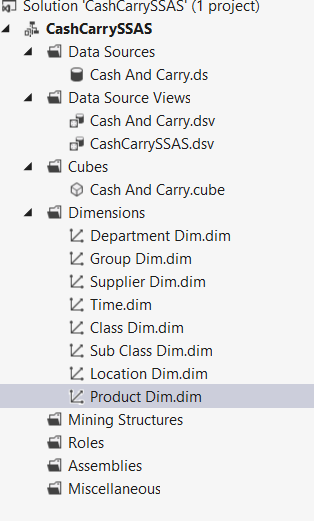 Solution 'CashCarrySSAS' (1 project)
CashCarrySSAS
Data Sources
Cash And Carry.ds
Data Source Views
Cash And Carry.dsv
CashCarrySSAS.dsv
Cubes
Cash And Carry.cube
Dimensions
Department Dim.dim
Group Dim.dim
Supplier Dim.dim
Time.dim
Class Dim.dim
Sub Class Dim.dim
Location Dim.dim
Product Dim.dim
Mining Structures
Roles
Assemblies
Miscellaneous